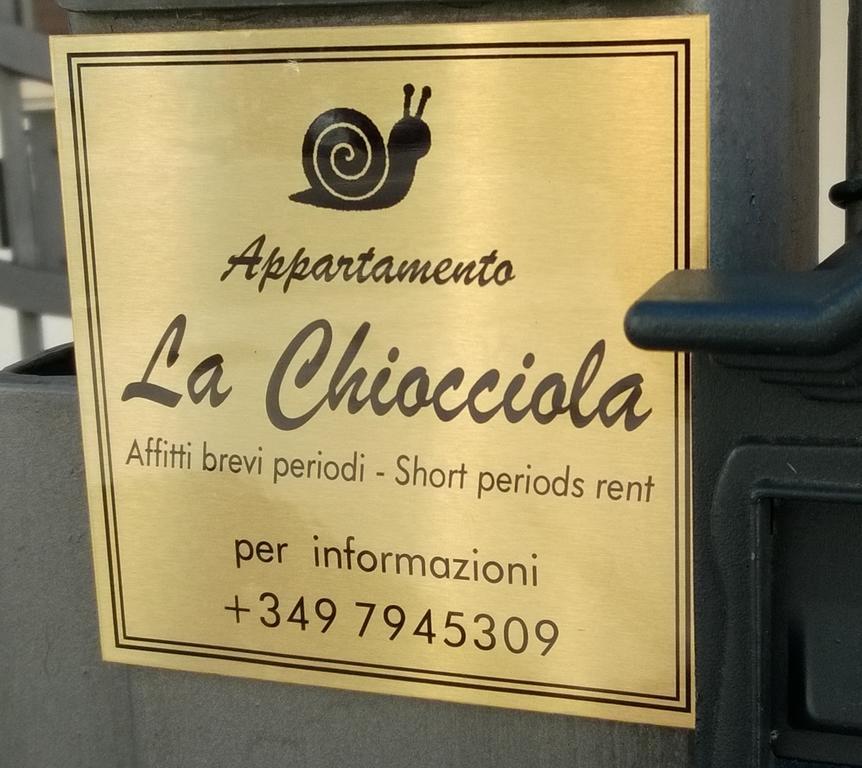 Appartamento
La Chiocciola
Affitti brevi periodi - Short periods rent
per informazioni
+349 7945309